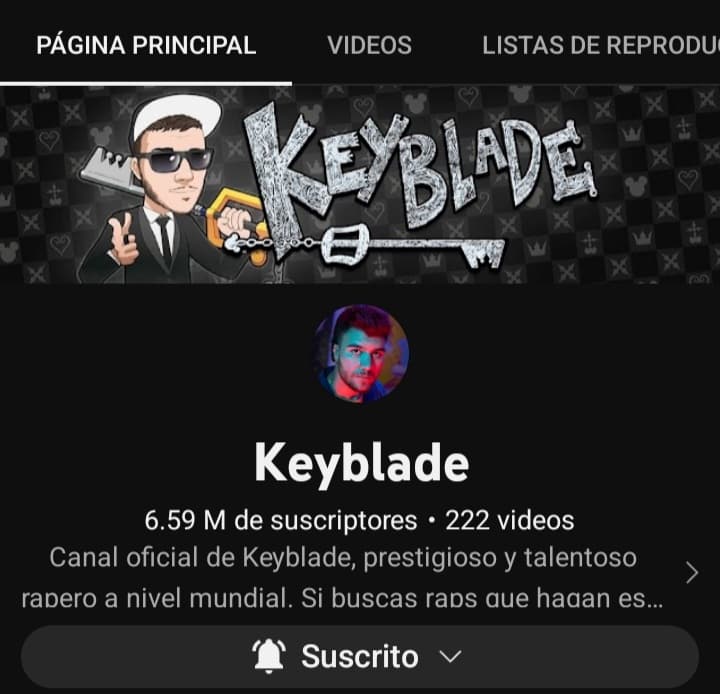 PÁGINA PRINCIPAL VIDEOS LISTAS DE REPRODU
KEYBLADE
Keyblade
6.59 M de suscriptores • 222 videos
Canal oficial de Keyblade, prestigioso y talentoso
rapero a nivel mundial. Si buscas raps que hagan es...
Suscrito